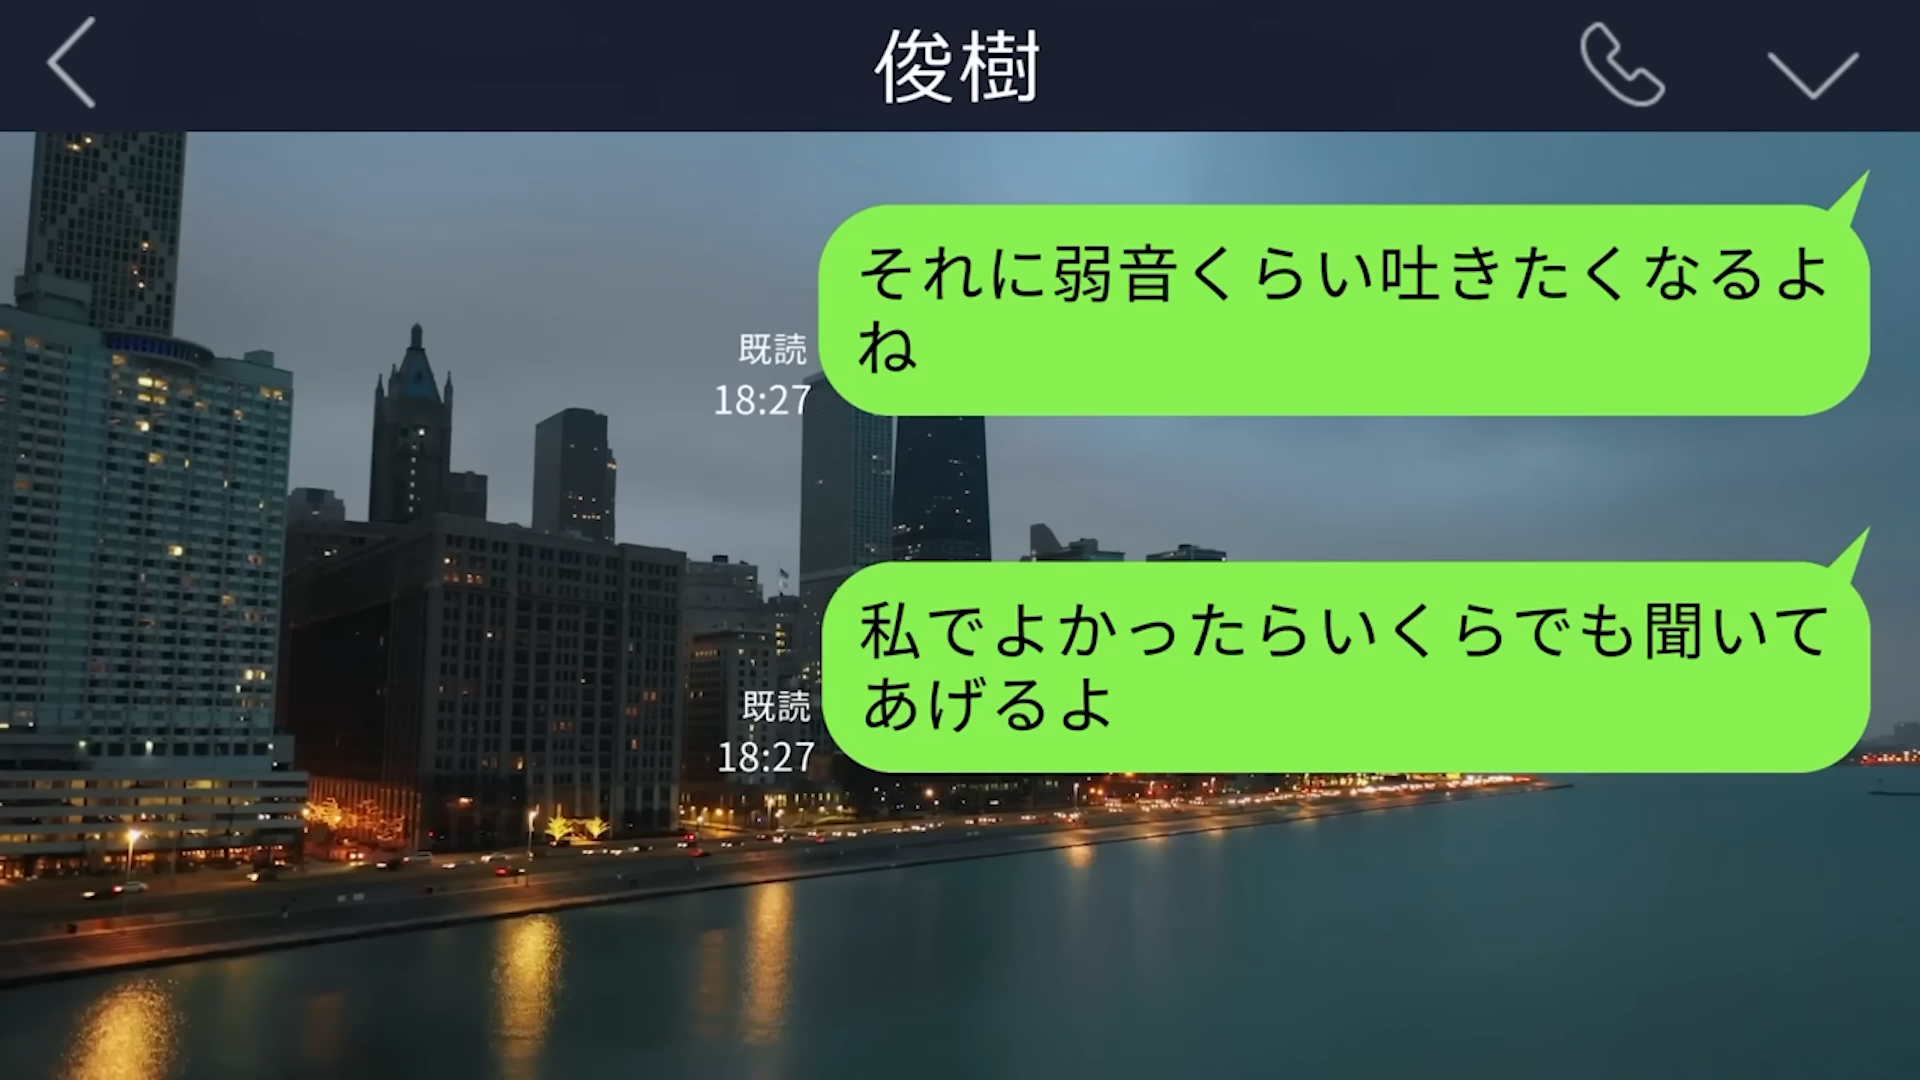 俊樹
それに弱音くらい吐きたくなるよ
ね
既読
18:27
私でよかったらいくらでも聞いて
あげるよ
既読
18:27